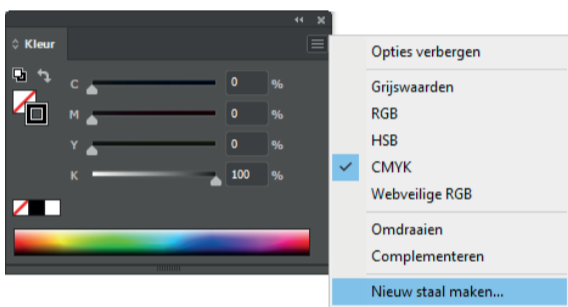 Kleur
C 0 %
M 0 %
Y 0 %
K 100 %
Opties verbergen
Grijswaarden
RGB
HSB
CMYK
Webveilige RGB
Omdraaien
Complementeren
Nieuw staal maken...